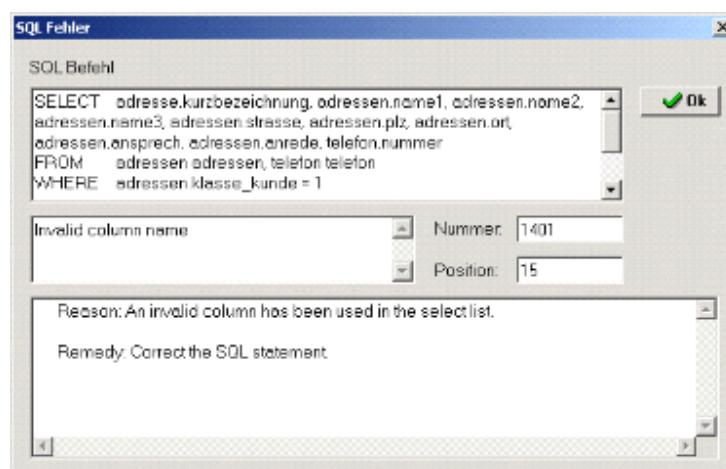 SQL Fehler
SQL Befehl
SELECT adresse.kurzbezeichnung, adressen.name1, adressen.name2,
adressen.name3, adressen.strasse, adressen.plz, adressen.ort,
adressen.ansprech, adressen.anrede, telefon.nummer
FROM adressen adressen, telefon telefon
WHERE adressen.klasse_kunde = 1
Ok
Invalid column name
Nummer: 1401
Position: 15
Reason: An invalid column has been used in the select list.
Remedy: Correct the SQL statement.